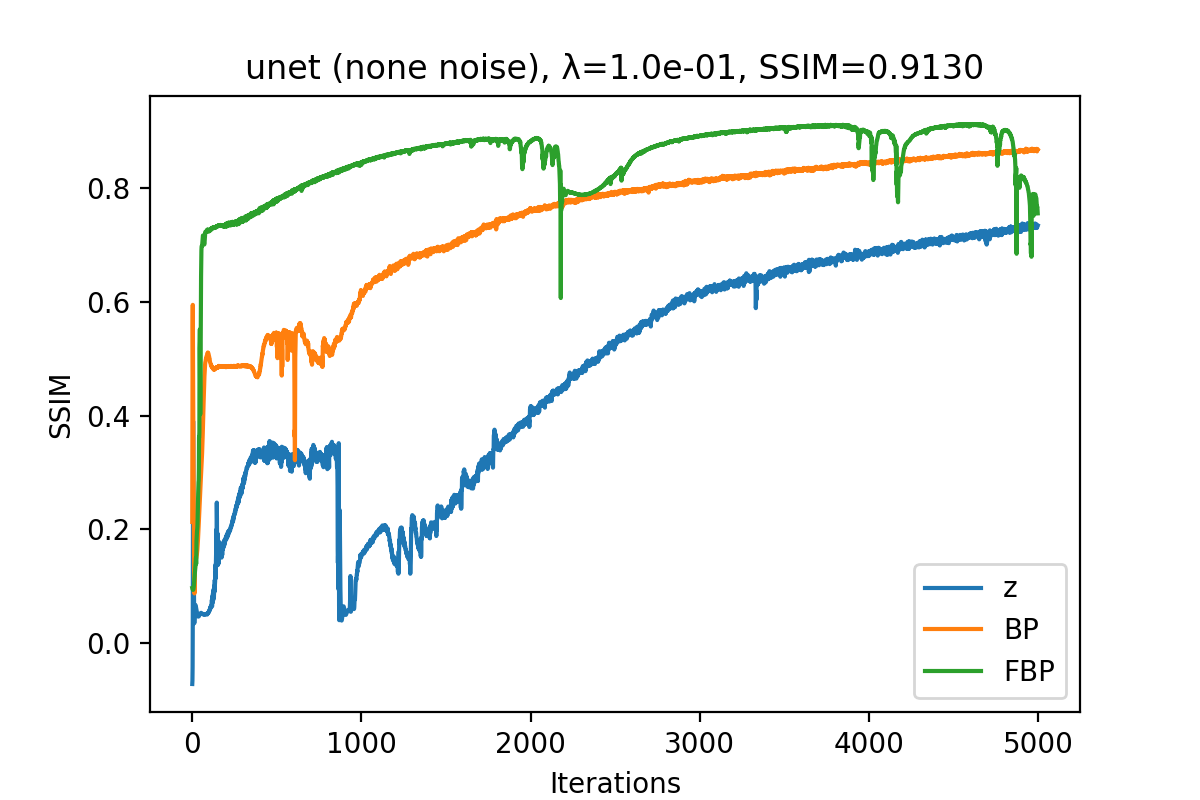 unet (none noise), λ=1.0e-01, SSIM=0.9130
SSIM
0.8
0.6
0.4
0.2
0.0
z
BP
FBP
0 1000 2000 3000 4000 5000
Iterations